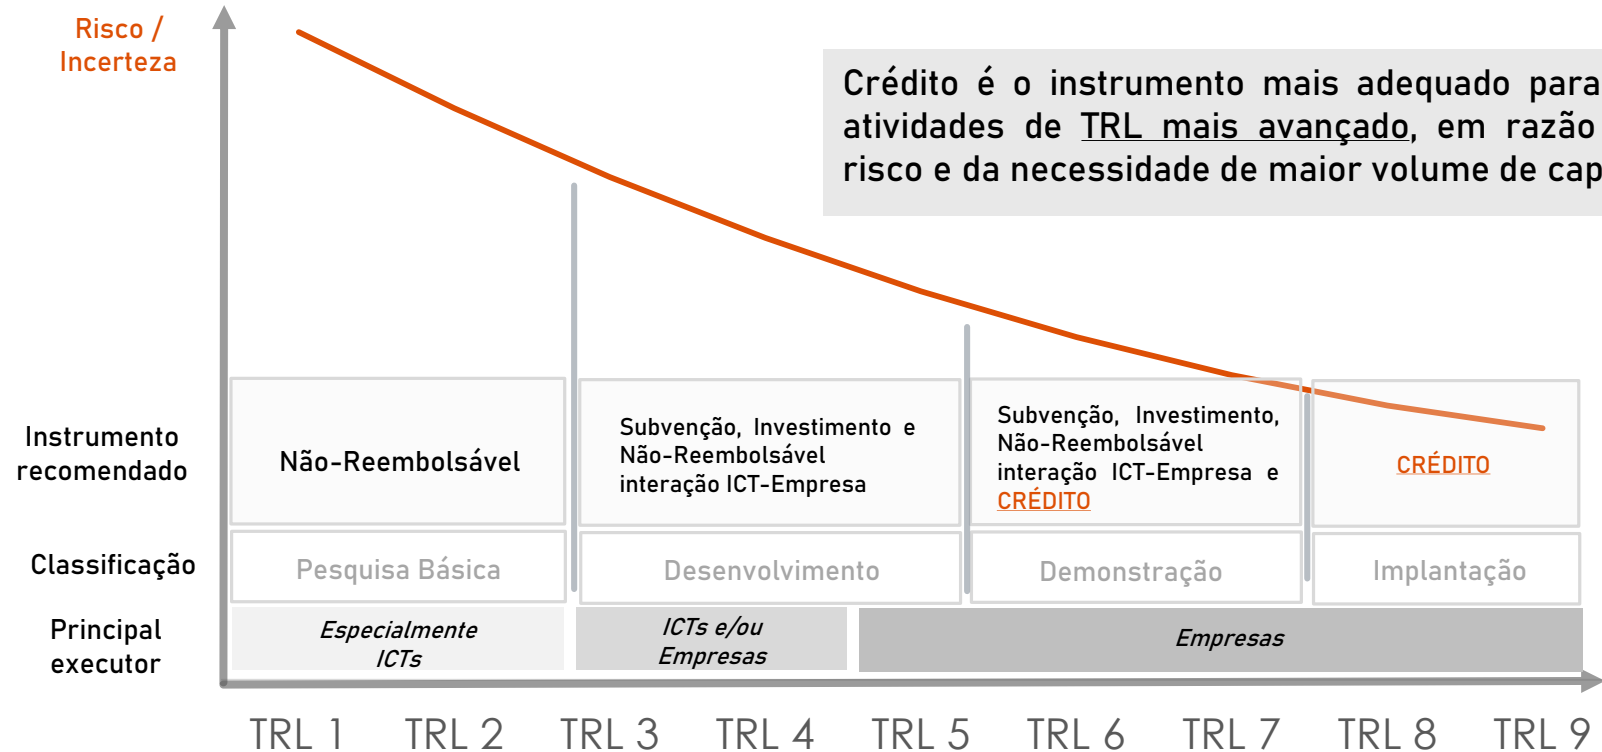 Risco /
Incerteza
Crédito é o instrumento mais adequado para
atividades de TRL mais avançado, em razão
risco e da necessidade de maior volume de cap
Instrumento
recomendado
Não-Reembolsável
Subvenção, Investimento e
Não-Reembolsável
interação ICT-Empresa
Subvenção, Investimento,
Não-Reembolsável
interação ICT-Empresa e
CRÉDITO
CRÉDITO
Classificação
Pesquisa Básica
Desenvolvimento
Demonstração
Implantação
Principal
executor
Especialmente
ICTs
ICTs e/ou
Empresas
Empresas
TRL 1 TRL 2 TRL 3 TRL 4 TRL 5 TRL 6 TRL 7 TRL 8 TRL 9